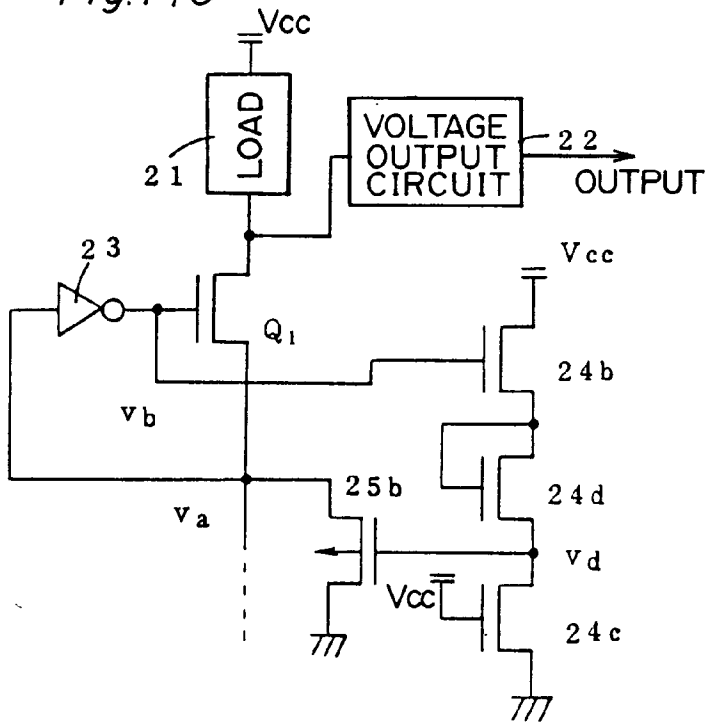 Vcc
LOAD
21
VOLTAGE
OUTPUT
CIRCUIT
22
OUTPUT
23
Vcc
Q1
24b
vb
25b
24d
va
vd
Vcc
24c